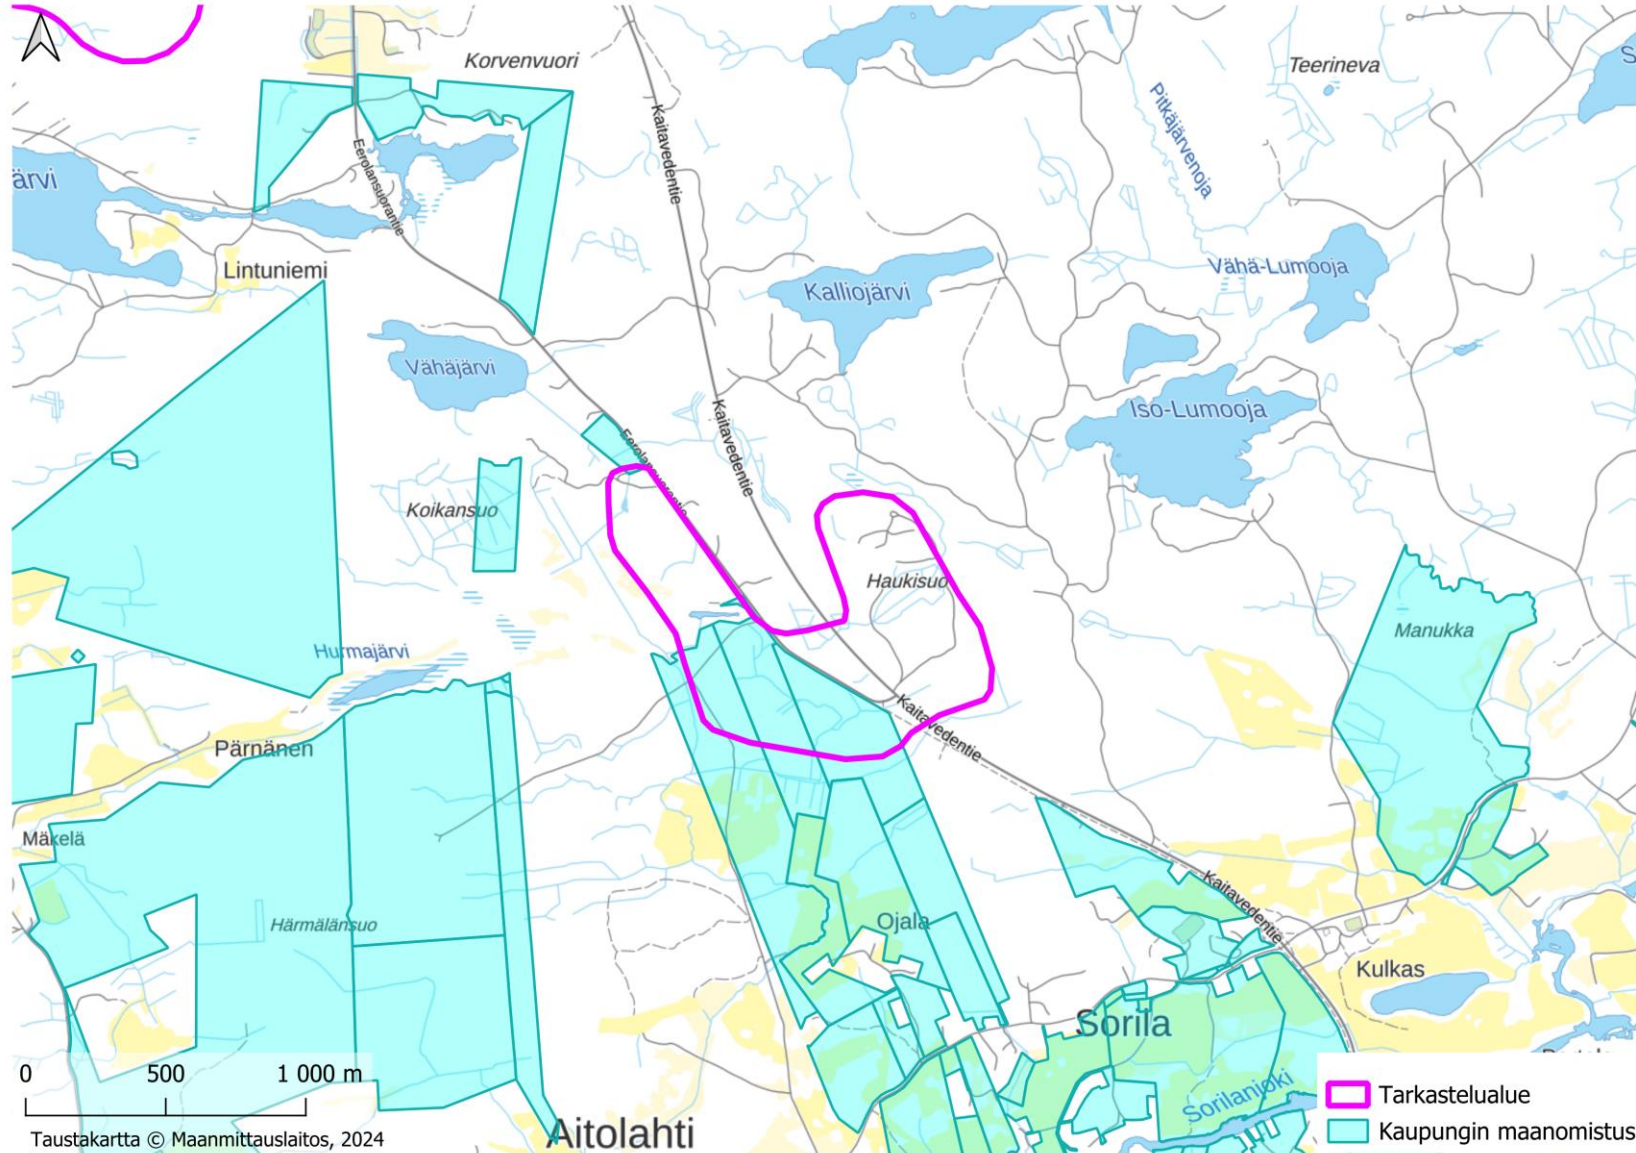 Korvenvuori
Teerineva
Kaitavedentie
Pitkäjärvenoja
Eerolansuorantie
ärvi
Lintuniemi
Kalliojärvi
Vähä-Lumooja
Vähäjärvi
Iso-Lumooja
Kaitavedentie
Eerolansuorantie
Koikansuo
Haukisuo
Manukka
Hurmajärvi
Kaitavedentie
Pärnänen
Mäkelä
Kaitavedentie
Härmälänsuo
Ojala
Kulkas
Sorila
Sorilanjoki
0 500 1 000 m
Aitolahti
Taustakartta © Maanmittauslaitos, 2024
Tarkastelualue
Kaupungin maanomistus